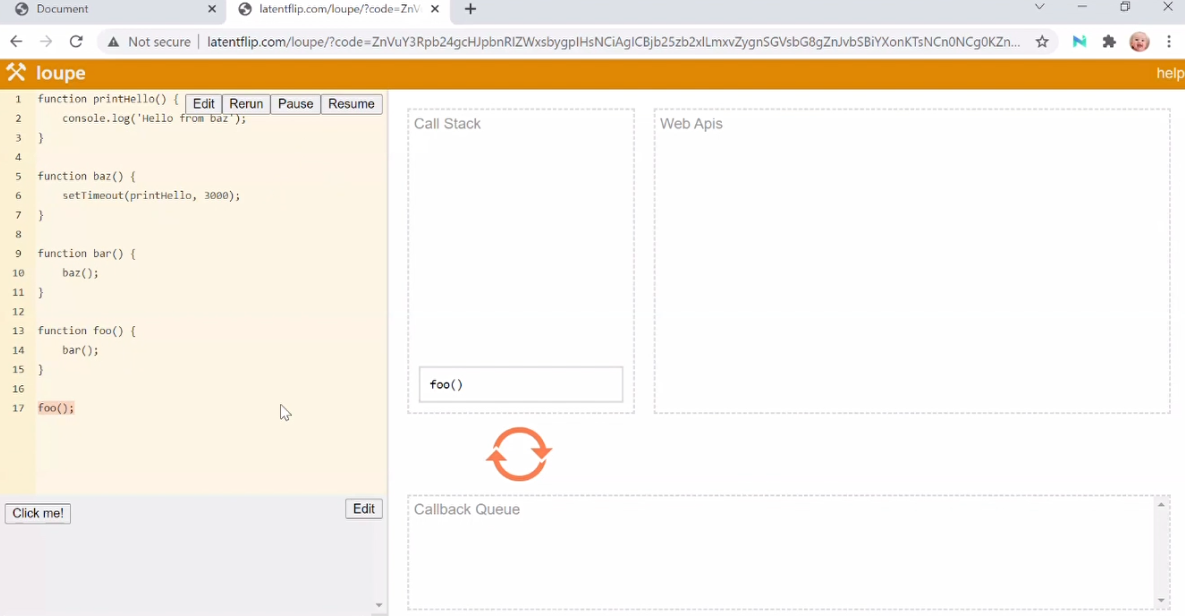 Document
latentflip.com/loupe/?code=ZnV
Not secure
latentflip.com/loupe/?code=ZnVuY3Rpb24gcHJpbnRIZWxsbygpIHsNCiAgICBjb25zb2xlLmxvZygnSGVsbG8gZnJvbSBiYXonKTsNCn0NCg0KZn...
loupe
help
Edit Rerun Pause Resume
1 function printHello() {
2 console.log('Hello from baz');
3 }
4
5 function baz() {
6 setTimeout(printHello, 3000);
7 }
8
9 function bar() {
10 baz();
11 }
12
13 function foo() {
14 bar();
15 }
16
17 foo();
Click me!
Edit
Call Stack
foo()
Web Apis
Callback Queue